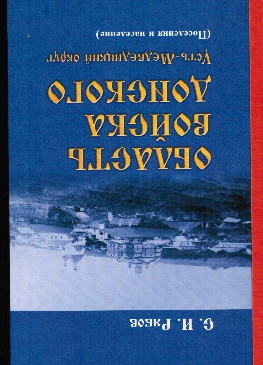 С. И. Рябов
ОБЛАСТЬ
ВОЙСКА
ДОНСКОГО
Усть-Медведицкий округ
(Поселения и население)